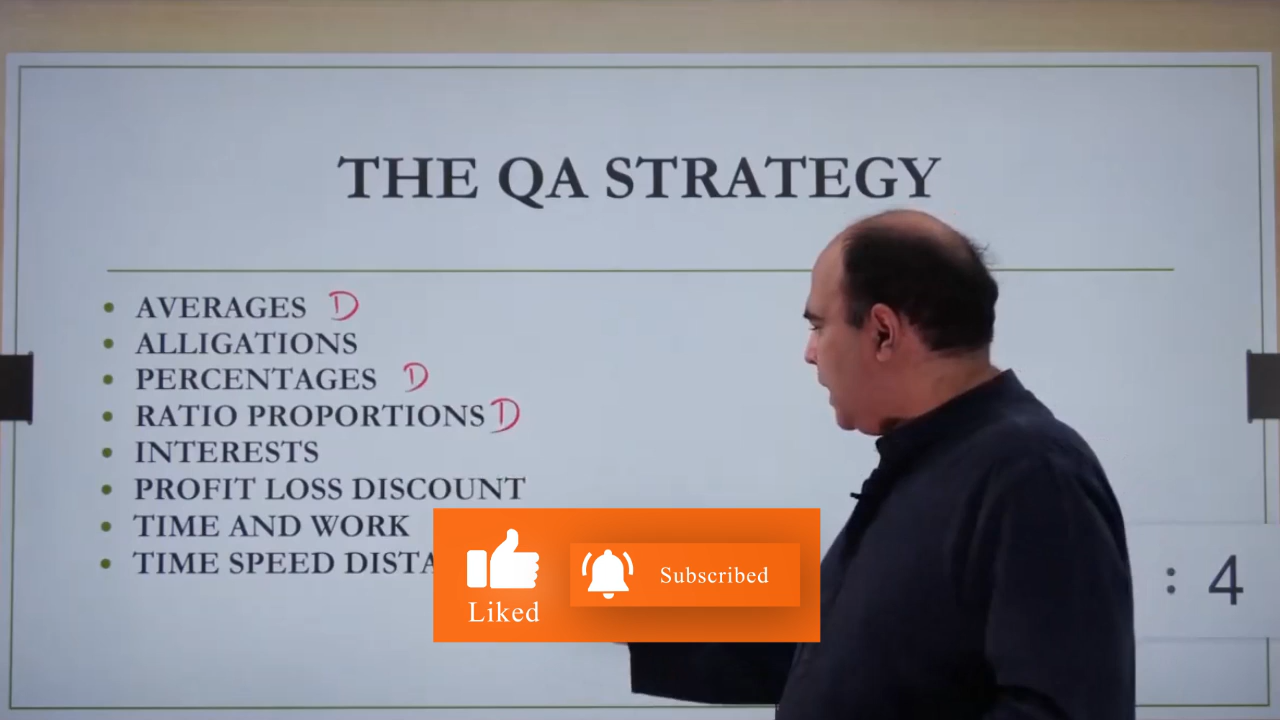 THE QA STRATEGY
• AVERAGES D
• ALLIGATIONS
• PERCENTAGES D
• RATIO PROPORTIONS D
• INTERESTS
• PROFIT LOSS DISCOUNT
• TIME AND WORK
• TIME SPEED DISTA
Liked
Subscribed
: 4